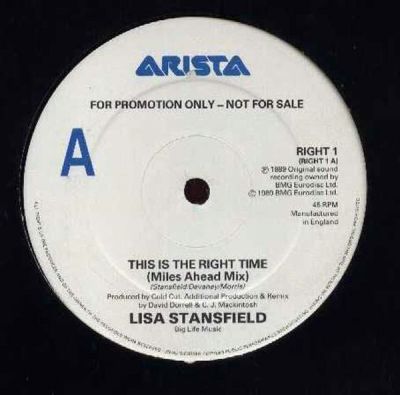 ARISTA
FOR PROMOTION ONLY – NOT FOR SALE
A
RIGHT 1
(RIGHT 1 A)
Ⓟ 1989 Original sound
recording owned by
BMG Eurodisc Ltd.
© 1989 BMG Eurodisc Ltd.
45 RPM
Manufactured
in England
THIS IS THE RIGHT TIME
(Miles Ahead Mix)
(Stansfield/Devaney/Morris)
Produced by Cold Cut. Additional Production & Remix
by David Dorrell & C. J. Mackintosh
LISA STANSFIELD
Big Life Music